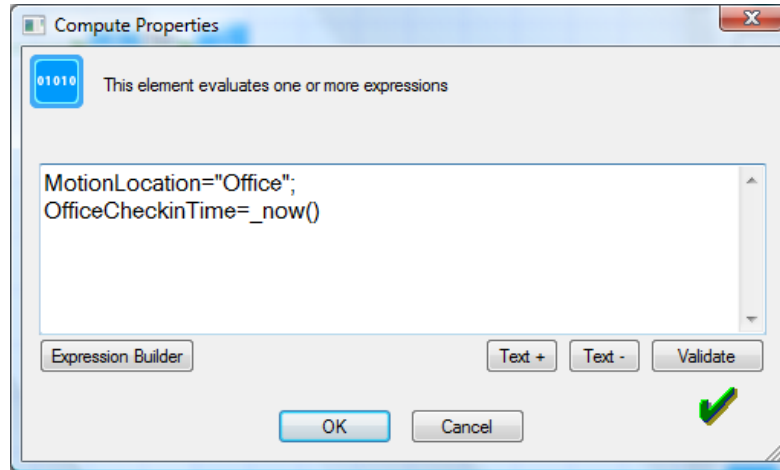 Compute Properties
01010
This element evaluates one or more expressions
MotionLocation="Office";
OfficeCheckinTime=_now()
Expression Builder
Text +
Text -
Validate
OK
Cancel